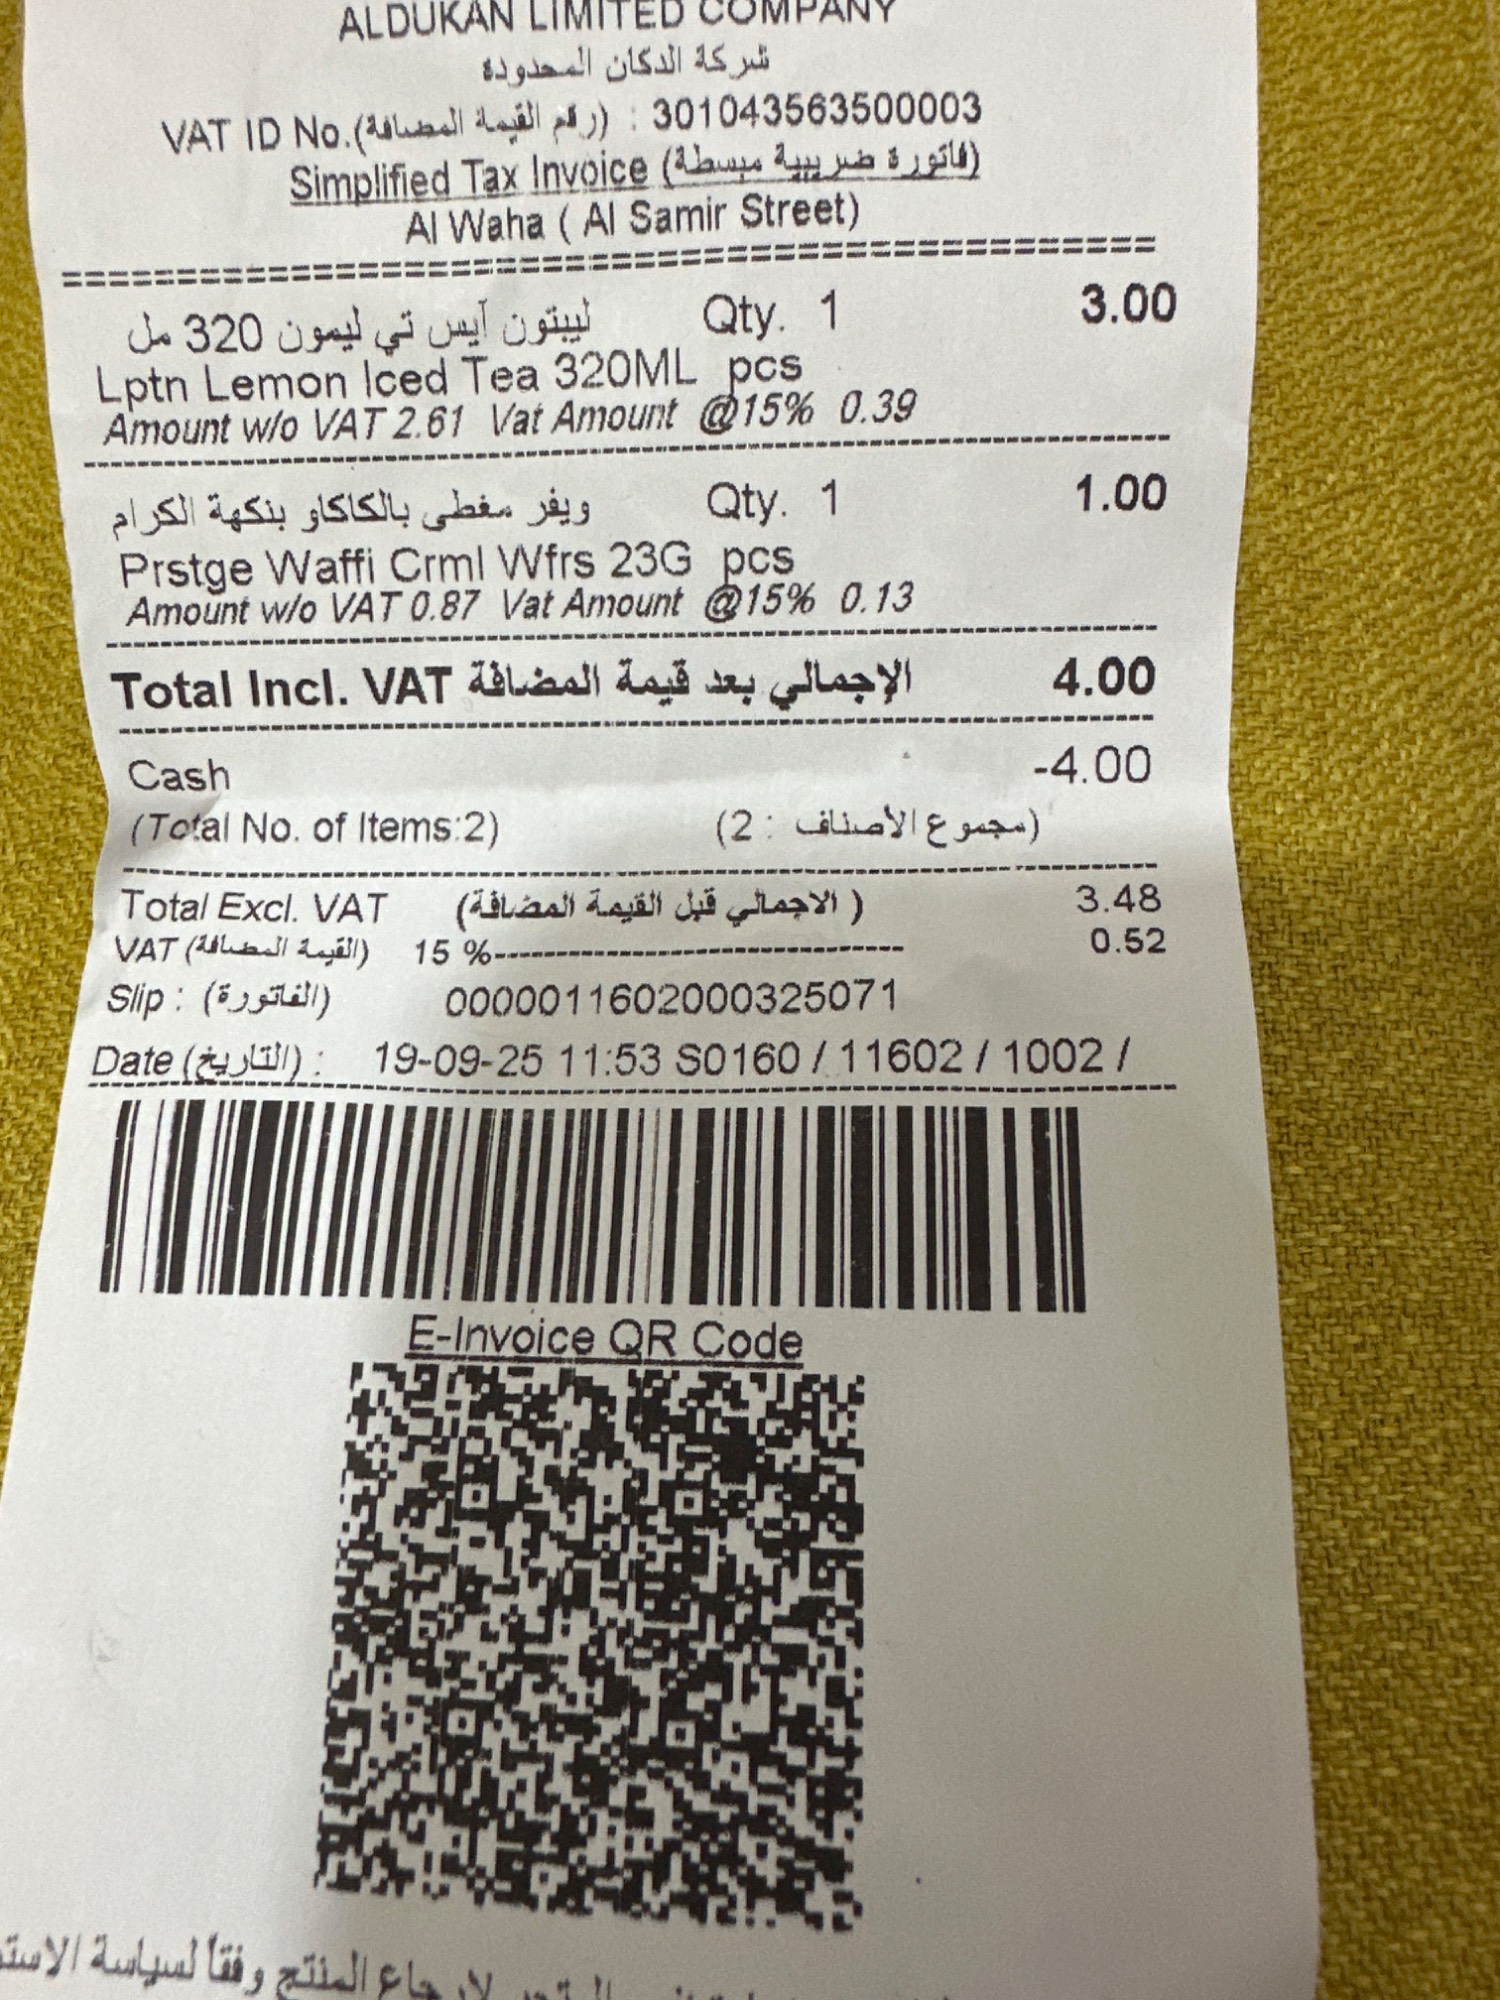 ALDUKAN LIMITED COMPANY
شركة الدكان المحدوده
VAT ID No.(رقم القيمة المضافة) : 301043563500003
Simplified Tax Invoice (فاتورة ضريبية مبسطة)
Al Waha ( Al Samir Street)
==================================================
ليبتون آيس تي ليمون 320 مل Qty. 1 3.00
Lptn Lemon Iced Tea 320ML pcs
Amount w/o VAT 2.61 Vat Amount @15% 0.39
ويفر مغطى بالكاكاو بنكهة الكرام Qty. 1 1.00
Prstge Waffi Crml Wfrs 23G pcs
Amount w/o VAT 0.87 Vat Amount @15% 0.13
Total Incl. VAT الإجمالي بعد قيمة المضافة 4.00
Cash -4.00
(Total No. of Items:2) (مجموع الأصناف : 2)
Total Excl. VAT (الاجمالي قبل القيمة المضافة ) 3.48
VAT (القيمة المضافة) 15 %------------------------------ 0.52
Slip : (الفاتورة) 0000011602000325071
Date (التاريخ) : 19-09-25 11:53 S0160 / 11602 / 1002 /
E-Invoice QR Code
لارجاع المنتج وفقا لسياسة